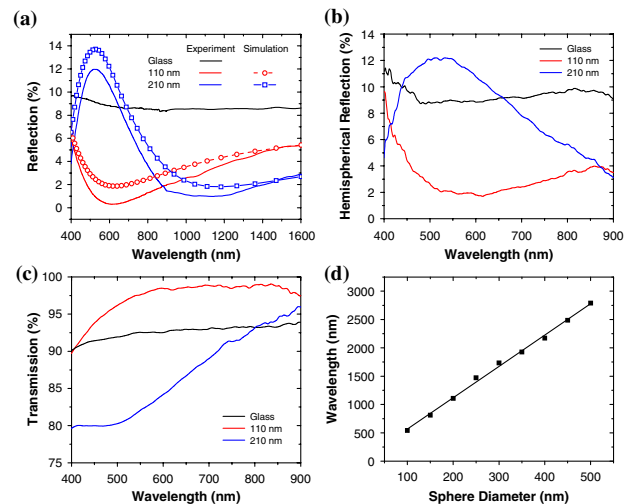 (a)
Experiment Simulation
Glass
110 nm
210 nm
Reflection (%)
14
12
10
8
6
4
2
0
400 600 800 1000 1200 1400 1600
Wavelength (nm)
(b)
Glass
110 nm
210 nm
Hemispherical Reflection (%)
14
12
10
8
6
4
2
0
400 500 600 700 800 900
Wavelength (nm)
(c)
Transmission (%)
100
95
90
85
80
75
Glass
110 nm
210 nm
400 500 600 700 800 900
Wavelength (nm)
(d)
Wavelength (nm)
3000
2500
2000
1500
1000
500
0
100 200 300 400 500
Sphere Diameter (nm)